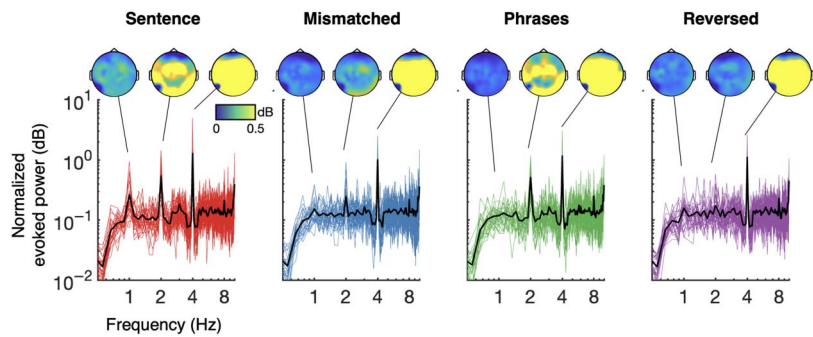 Sentence
Mismatched
Phrases
Reversed
dB
0 0.5
Normalized
evoked power (dB)
10^1
10^0
10^-1
10^-2
1 2 4 8
1 2 4 8
1 2 4 8
1 2 4 8
Frequency (Hz)